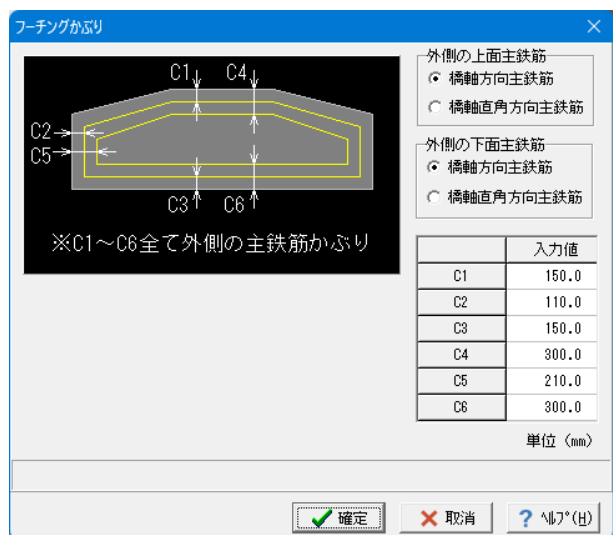 フーチングかぶり
C1 C4
C2
C5
C3 C6
※C1～C6全て外側の主鉄筋かぶり
外側の上面主鉄筋
橋軸方向主鉄筋
橋軸直角方向主鉄筋
外側の下面主鉄筋
橋軸方向主鉄筋
橋軸直角方向主鉄筋
入力値
C1 150.0
C2 110.0
C3 150.0
C4 300.0
C5 210.0
C6 300.0
単位 (mm)
確定 取消 ? ﾍﾙﾌﾟ(H)